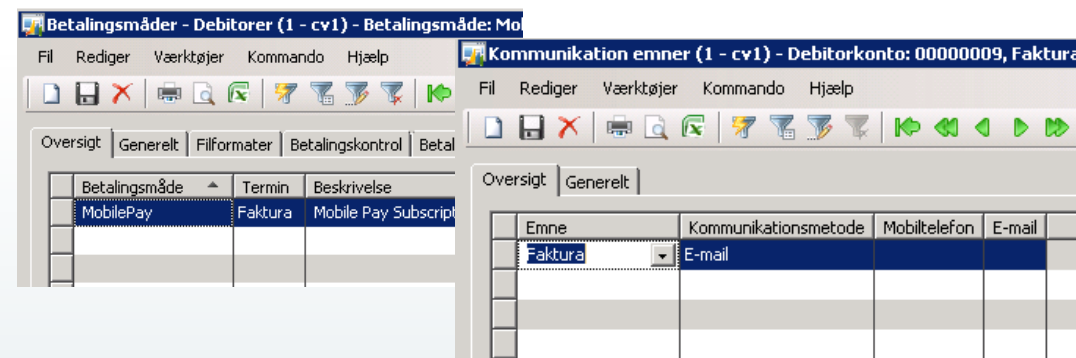 Betalingsmåder - Debitorer (1 - cv1) - Betalingsmåde: Mo
Fil Rediger Værktøjer Kommando Hjælp
Oversigt Generelt Filformater Betalingskontrol Betal
Betalingsmåde Termin Beskrivelse
MobilePay Faktura Mobile Pay Subscript
Kommunikation emner (1 - cv1) - Debitorkonto: 00000009, Faktura
Fil Rediger Værktøjer Kommando Hjælp
Oversigt Generelt
Emne Kommunikationsmetode Mobiltelefon E-mail
Faktura E-mail